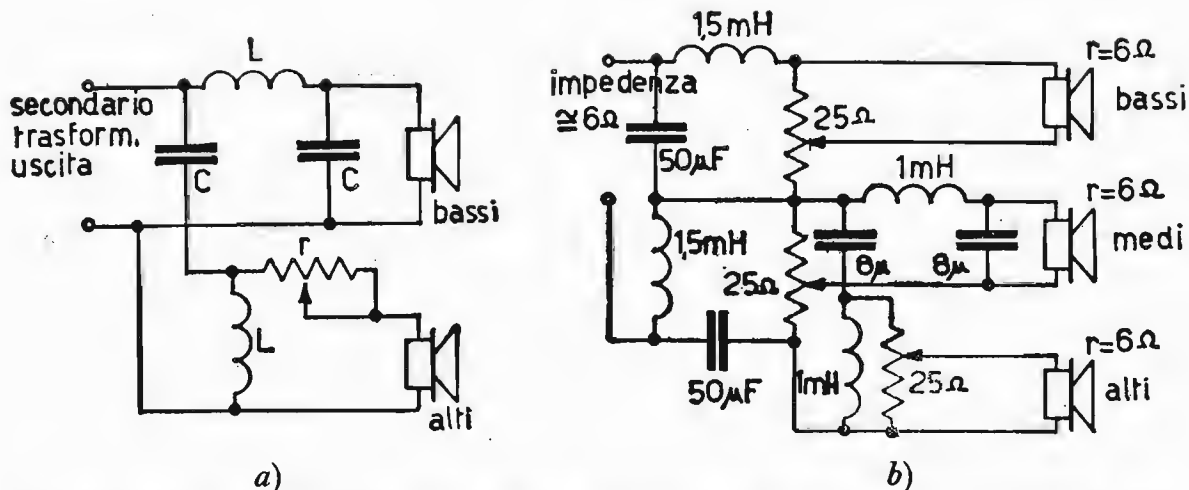 L
secondario
trasform.
uscita
C
C
bassi
r
L
alti
a)
1,5mH
r=6Ω
impedenza
≅6Ω
bassi
25Ω
50μF
1mH
r=6Ω
1,5mH
medi
8μ
8μ
25Ω
r=6Ω
50μF
1mH
25Ω
alti
b)